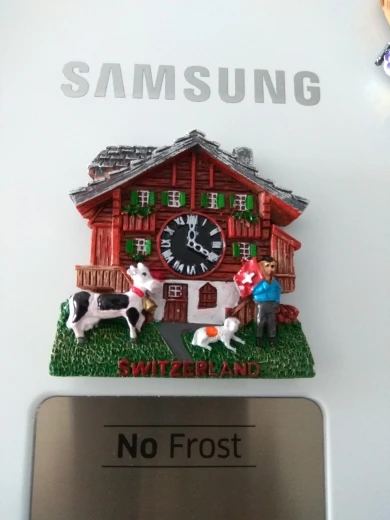 SAMSUNG
SWITZERLAND
No Frost